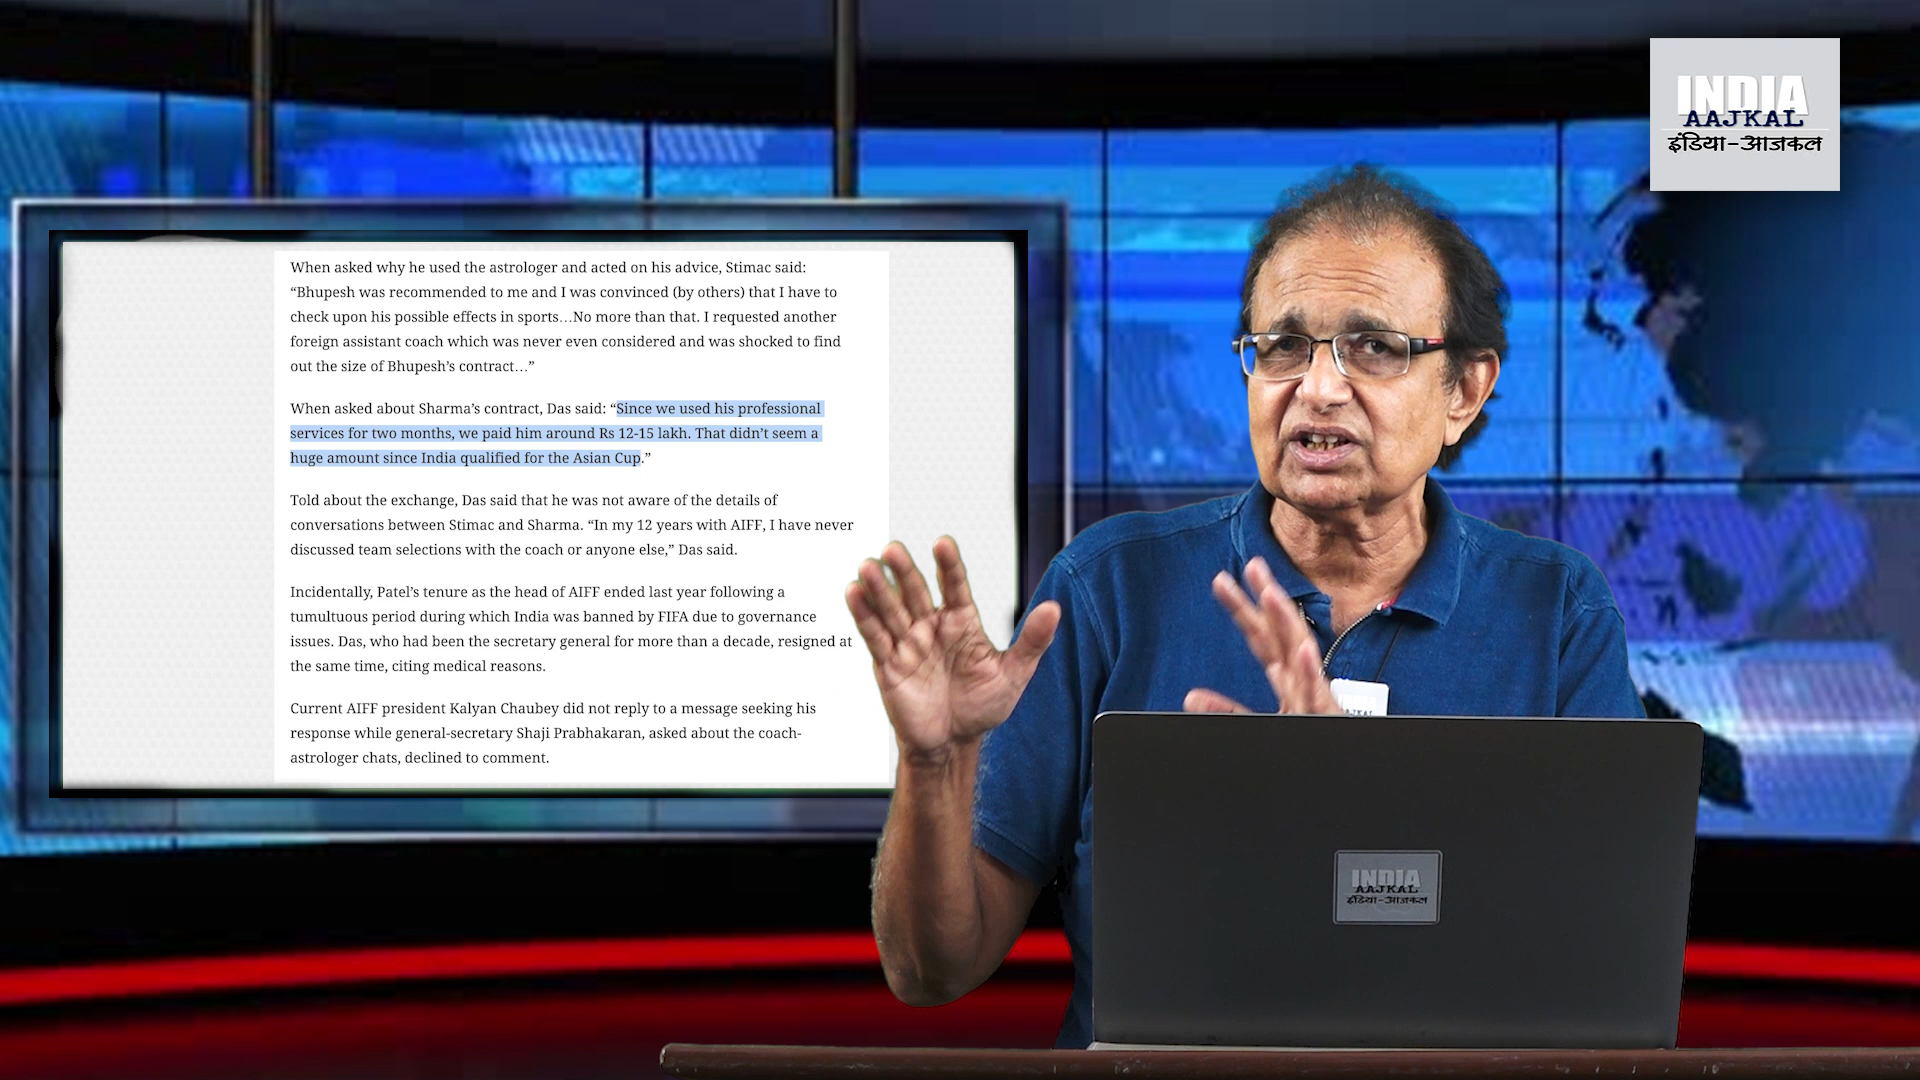 INDIA
AAJKAL
इंडिया-आजकल
When asked why he used the astrologer and acted on his advice, Stimac said:
“Bhupesh was recommended to me and I was convinced (by others) that I have to
check upon his possible effects in sports…No more than that. I requested another
foreign assistant coach which was never even considered and was shocked to find
out the size of Bhupesh’s contract…”
When asked about Sharma’s contract, Das said: “Since we used his professional
services for two months, we paid him around Rs 12-15 lakh. That didn’t seem a
huge amount since India qualified for the Asian Cup.”
Told about the exchange, Das said that he was not aware of the details of
conversations between Stimac and Sharma. “In my 12 years with AIFF, I have never
discussed team selections with the coach or anyone else,” Das said.
Incidentally, Patel’s tenure as the head of AIFF ended last year following a
tumultuous period during which India was banned by FIFA due to governance
issues. Das, who had been the secretary general for more than a decade, resigned at
the same time, citing medical reasons.
Current AIFF president Kalyan Chaubey did not reply to a message seeking his
response while general-secretary Shaji Prabhakaran, asked about the coach-
astrologer chats, declined to comment.
INDIA
AAJKAL
इंडिया-आजकल